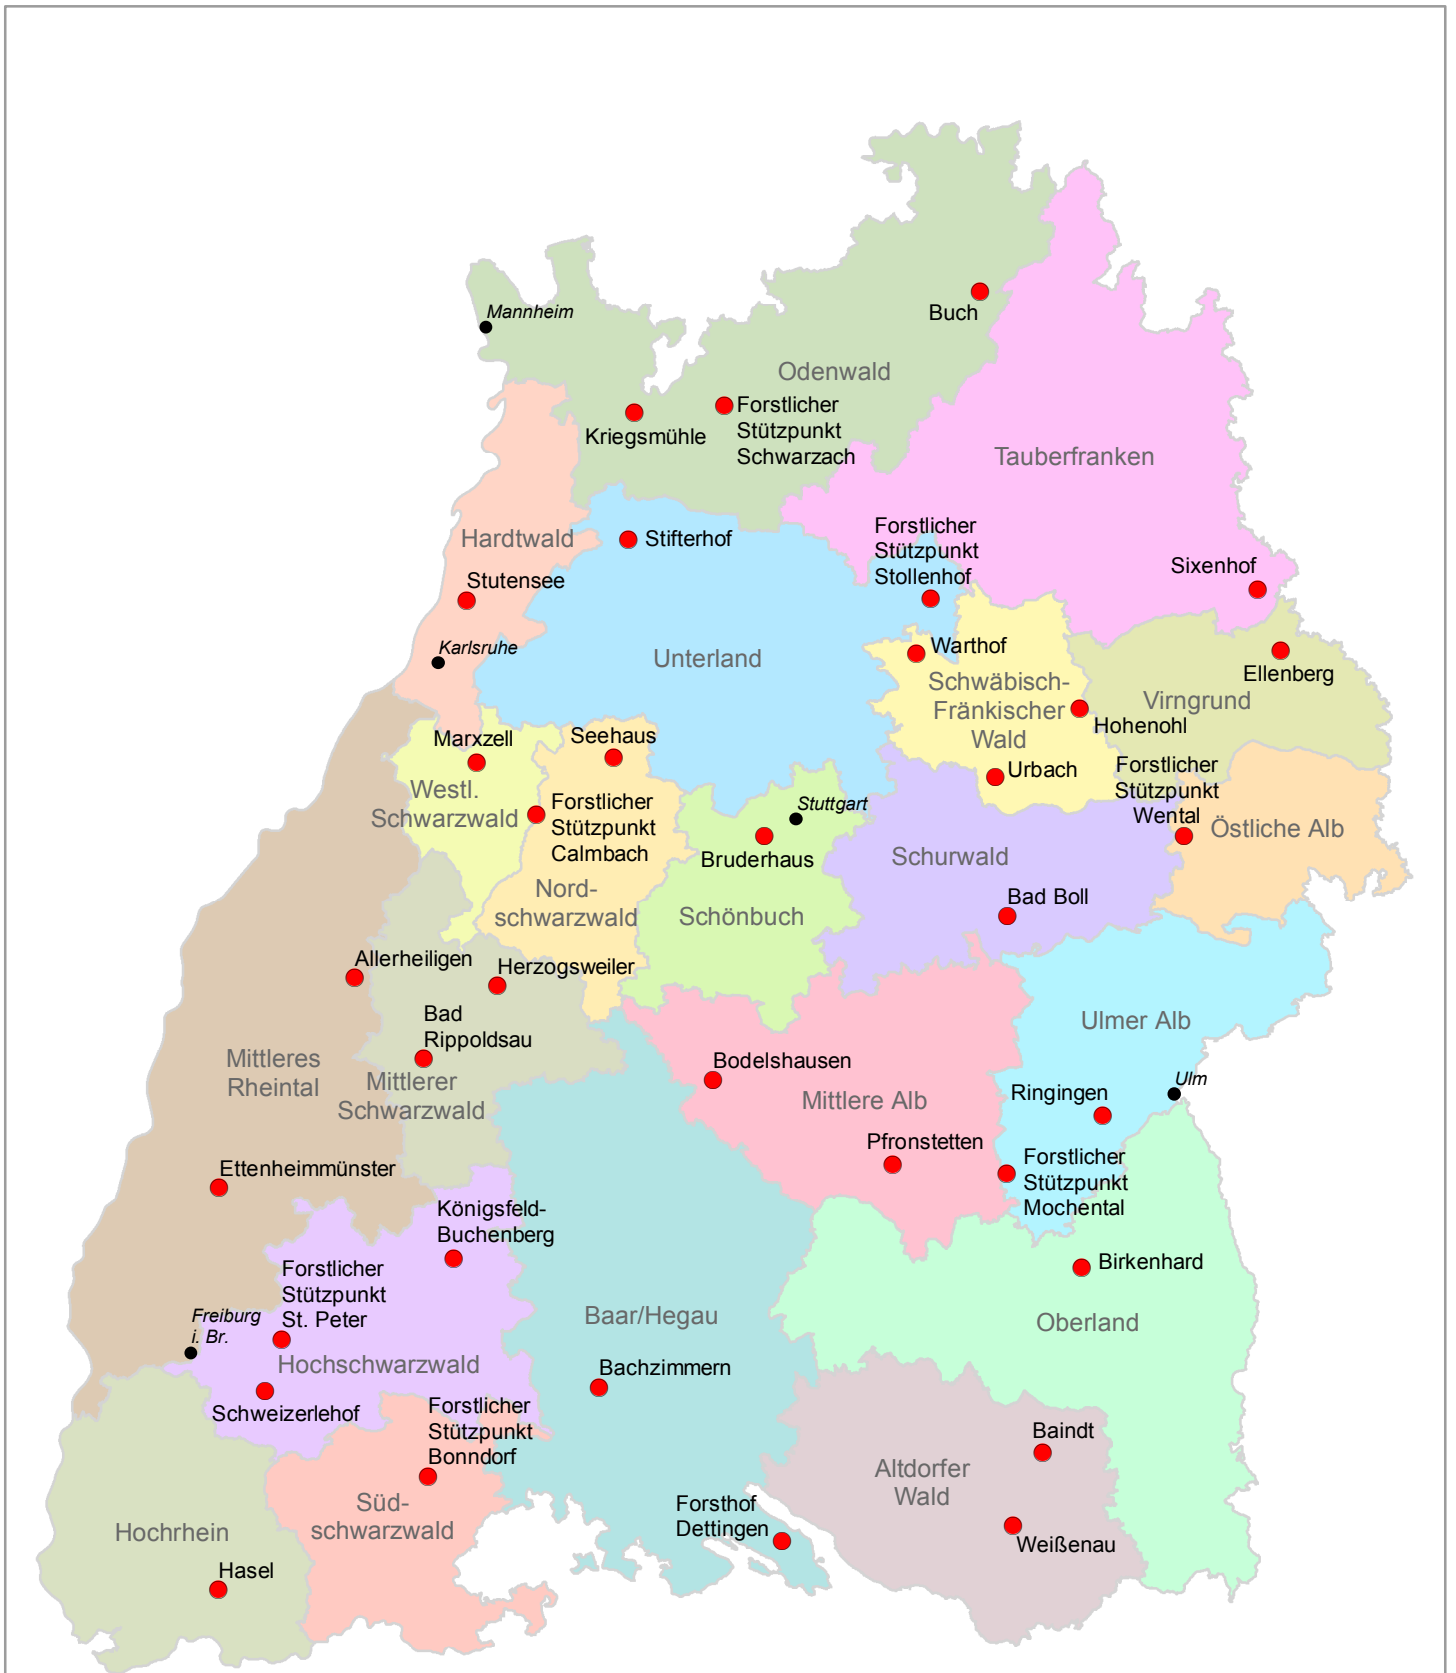 Mannheim
Buch
Odenwald
Kriegsmühle
Forstlicher
Stützpunkt
Schwarzach
Tauberfranken
Hardtwald
Stifterhof
Forstlicher
Stützpunkt
Stollenhof
Sixenhof
Stutensee
Karlsruhe
Unterland
Warthof
Ellenberg
Schwäbisch-
Fränkischer
Wald
Virngrund
Hohenohl
Marxzell
Seehaus
Urbach
Forstlicher
Stützpunkt
Wental
Westl.
Schwarzwald
Forstlicher
Stützpunkt
Calmbach
Stuttgart
Bruderhaus
Schurwald
Östliche Alb
Nord-
schwarzwald
Schönbuch
Bad Boll
Allerheiligen
Herzogsweiler
Bad
Rippoldsau
Ulmer Alb
Mittleres
Rheintal
Mittlerer
Schwarzwald
Bodelshausen
Mittlere Alb
Ulm
Ringingen
Pfronstetten
Forstlicher
Stützpunkt
Mochental
Ettenheimmünster
Königsfeld-
Buchenberg
Birkenhard
Forstlicher
Stützpunkt
St. Peter
Freiburg
i. Br.
Baar/Hegau
Oberland
Hochschwarzwald
Bachzimmern
Schweizerlehof
Forstlicher
Stützpunkt
Bonndorf
Baindt
Altdorfer
Wald
Süd-
schwarzwald
Forsthof
Dettingen
Hochrhein
Weißenau
Hasel